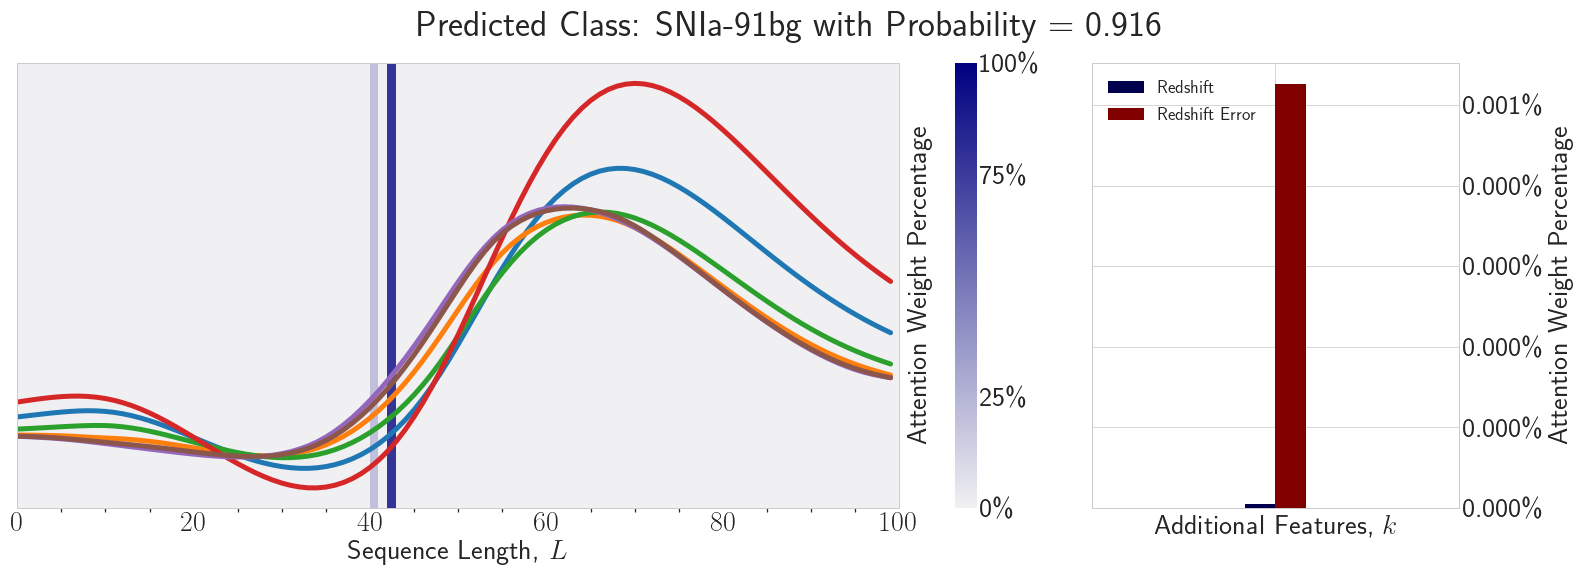 Predicted Class: SNIa-91bg with Probability = 0.916
0 20 40 60 80 100
Sequence Length, L
100%
75%
25%
0%
Attention Weight Percentage
Redshift
Redshift Error
0.001%
0.000%
0.000%
0.000%
0.000%
0.000%
Additional Features, k
Attention Weight Percentage